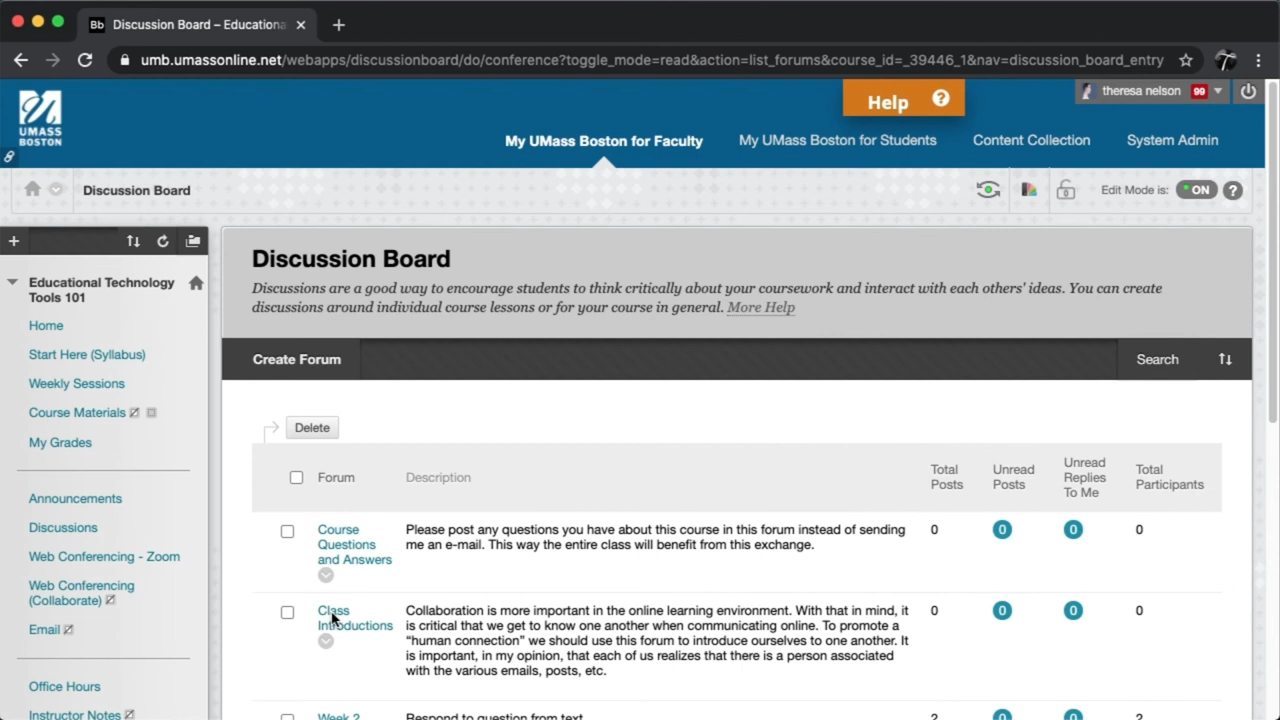 Bb Discussion Board – Educationa
umb.umassonline.net/webapps/discussionboard/do/conference?toggle_mode=read&action=list_forums&course_id=_39446_1&nav=discussion_board_entry
UMASS
BOSTON
Help ?
theresa nelson 99
My UMass Boston for Faculty
My UMass Boston for Students
Content Collection
System Admin
Discussion Board
Edit Mode is: ON ?
Educational Technology
Tools 101
Home
Start Here (Syllabus)
Weekly Sessions
Course Materials
My Grades
Announcements
Discussions
Web Conferencing - Zoom
Web Conferencing
(Collaborate)
Email
Office Hours
Instructor Notes
Discussion Board
Discussions are a good way to encourage students to think critically about your coursework and interact with each others' ideas. You can create
discussions around individual course lessons or for your course in general. More Help
Create Forum
Search
Delete
Forum
Description
Total
Posts
Unread
Posts
Unread
Replies
To Me
Total
Participants
Course
Questions
and Answers
Please post any questions you have about this course in this forum instead of sending
me an e-mail. This way the entire class will benefit from this exchange.
0
0
0
0
Class
Introductions
Collaboration is more important in the online learning environment. With that in mind, it
is critical that we get to know one another when communicating online. To promote a
“human connection” we should use this forum to introduce ourselves to one another. It
is important, in my opinion, that each of us realizes that there is a person associated
with the various emails, posts, etc.
0
0
0
0
Week 2
Respond to question from text
2
0
0
2